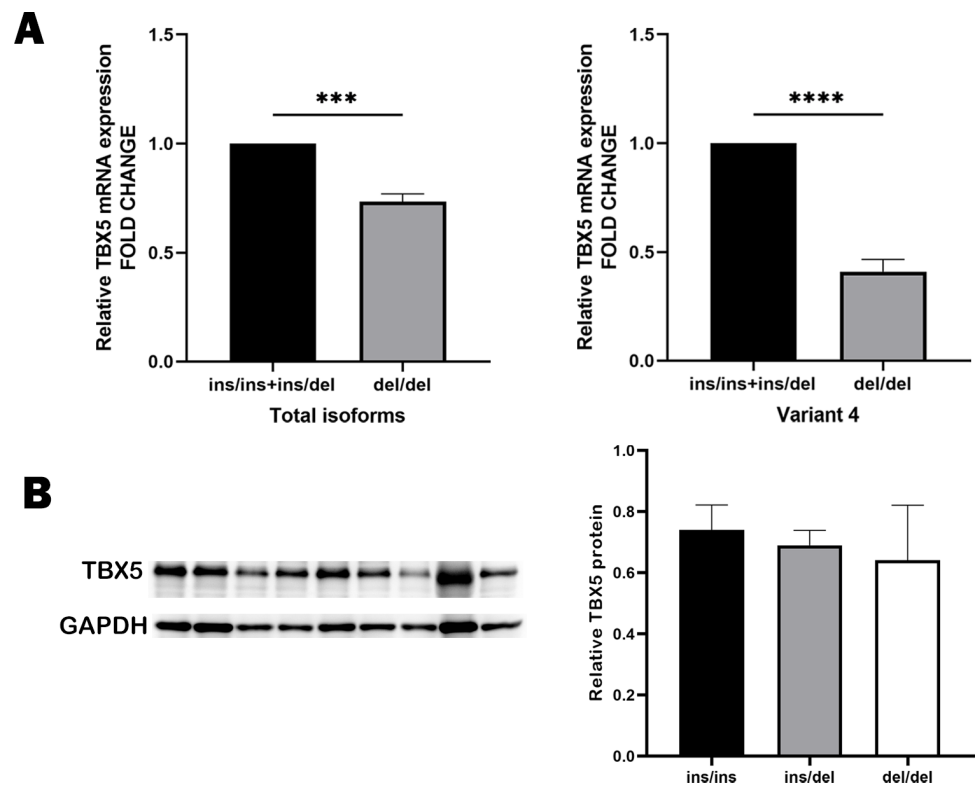 A
Relative TBX5 mRNA expression
FOLD CHANGE
1.5
1.0
0.5
0.0
***
ins/ins+ins/del
del/del
Total isoforms
Relative TBX5 mRNA expression
FOLD CHANGE
1.5
1.0
0.5
0.0
****
ins/ins+ins/del
del/del
Variant 4
B
TBX5
GAPDH
Relative TBX5 protein
1.0
0.8
0.6
0.4
0.2
0.0
ins/ins
ins/del
del/del